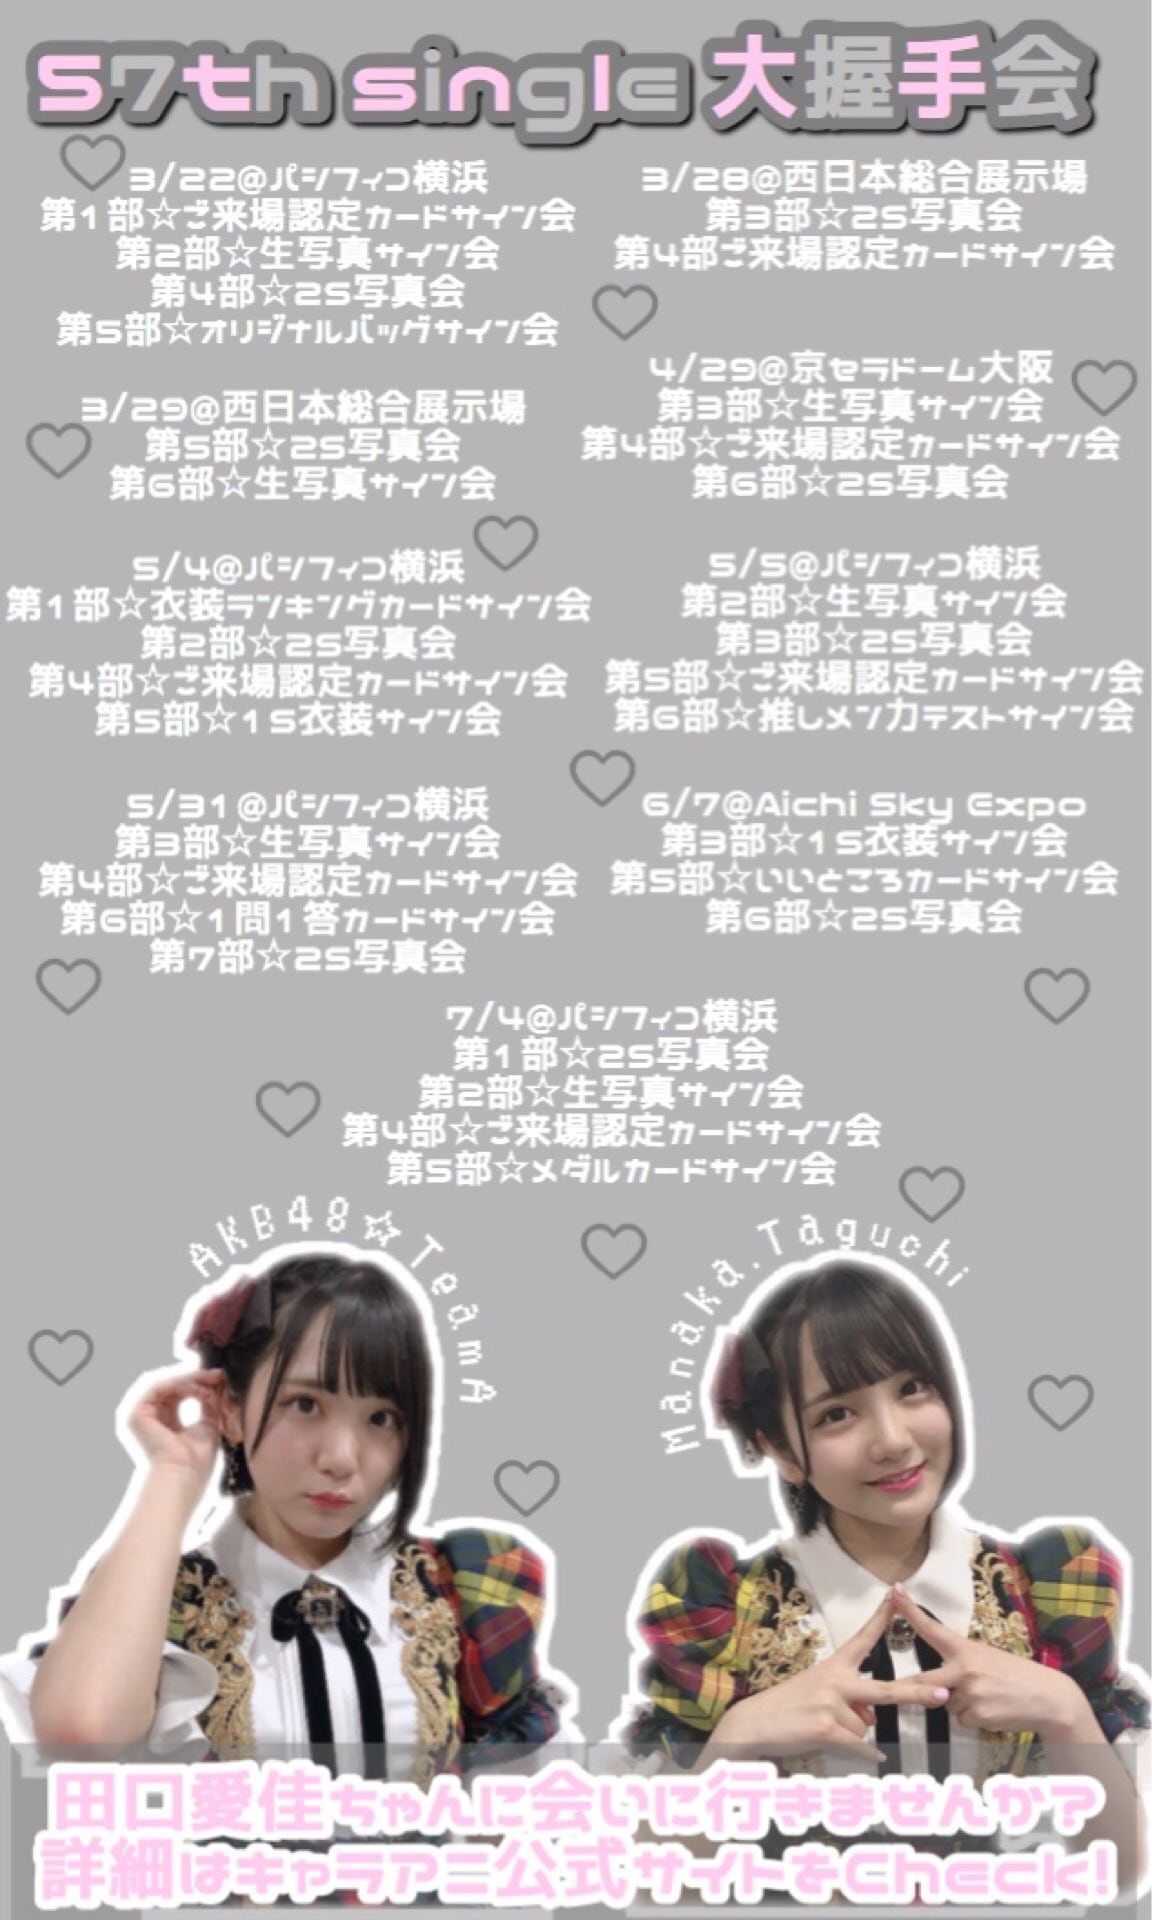 57th single 大握手会
3/22@パシフィコ横浜
第1部☆ご来場認定カードサイン会
第2部☆生写真サイン会
第4部☆2S写真会
第5部☆オリジナルバッグサイン会
3/28@西日本総合展示場
第3部☆2S写真会
第4部ご来場認定カードサイン会
3/29@西日本総合展示場
第5部☆2S写真会
第6部☆生写真サイン会
4/29@京セラドーム大阪
第3部☆生写真サイン会
第4部☆ご来場認定カードサイン会
第6部☆2S写真会
5/4@パシフィコ横浜
第1部☆衣装ランキングカードサイン会
第2部☆2S写真会
第4部☆ご来場認定カードサイン会
第5部☆1S衣装サイン会
5/5@パシフィコ横浜
第2部☆生写真サイン会
第3部☆2S写真会
第5部☆ご来場認定カードサイン会
第6部☆推しメン力テストサイン会
5/31@パシフィコ横浜
第3部☆生写真サイン会
第4部☆ご来場認定カードサイン会
第6部☆1問1答カードサイン会
第7部☆2S写真会
6/7@Aichi Sky Expo
第3部☆1S衣装サイン会
第5部☆いいところカードサイン会
第6部☆2S写真会
7/4@パシフィコ横浜
第1部☆2S写真会
第2部☆生写真サイン会
第4部☆ご来場認定カードサイン会
第5部☆メダルカードサイン会
AKB48☆TeamA
Manaka.Taguchi
田口愛佳ちゃんに会いに行きませんか?
詳細はキャラアニ公式サイトをCheck!